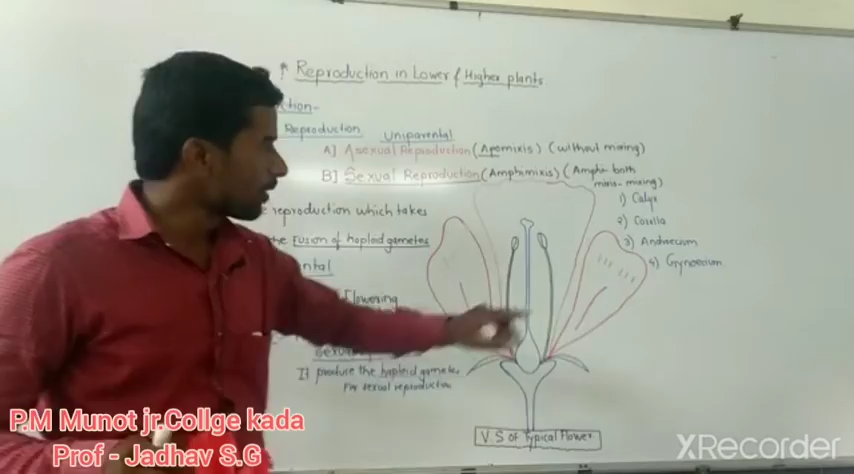 Reproduction in Lower & Higher plants
ction-
Reproduction Uniparental
A] Asexual Reproduction (Apomixis) (without mixing)
B] Sexual Reproduction (Amphimixis) (Amphi- both
mixis- mixing)
reproduction which takes
the Fusion of haploid gametes
ntal
Flowering
It produce the haploid gamete
For sexual reproduction
1) Calyx
2) Corolla
3) Androecium
4) Gynoecium
V.S of Typical Flower
P.M Munot jr.Collge kada
Prof - Jadhav S.G
XRecorder